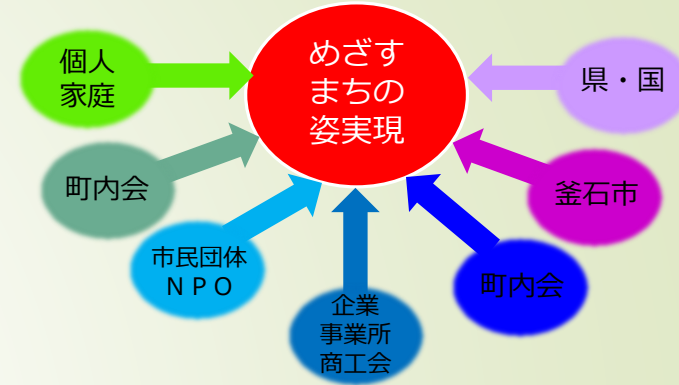 めざす
まちの
姿実現
個人
家庭
町内会
市民団体
ＮＰＯ
企業
事業所
商工会
町内会
釜石市
県・国